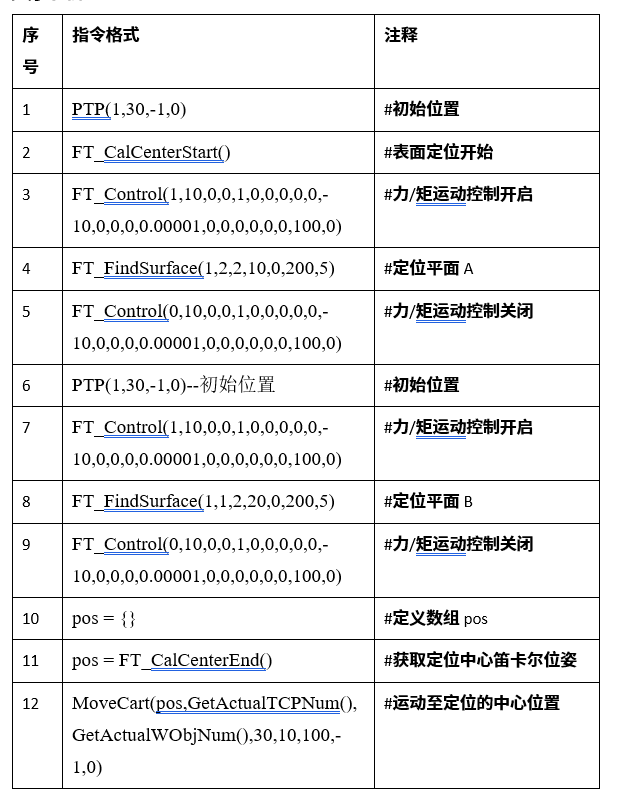 序号
指令格式
注释
1
PTP(1,30,-1,0)
#初始位置
2
FT_CalCenterStart()
#表面定位开始
3
FT_Control(1,10,0,0,1,0,0,0,0,0,-
10,0,0,0,0.00001,0,0,0,0,0,0,100,0)
#力/矩运动控制开启
4
FT_FindSurface(1,2,2,10,0,200,5)
#定位平面 A
5
FT_Control(0,10,0,0,1,0,0,0,0,0,-
10,0,0,0,0.00001,0,0,0,0,0,0,100,0)
#力/矩运动控制关闭
6
PTP(1,30,-1,0)--初始位置
#初始位置
7
FT_Control(1,10,0,0,1,0,0,0,0,0,-
10,0,0,0,0.00001,0,0,0,0,0,0,100,0)
#力/矩运动控制开启
8
FT_FindSurface(1,1,2,20,0,200,5)
#定位平面 B
9
FT_Control(0,10,0,0,1,0,0,0,0,0,-
10,0,0,0,0.00001,0,0,0,0,0,0,100,0)
#力/矩运动控制关闭
10
pos = {}
#定义数组 pos
11
pos = FT_CalCenterEnd()
#获取定位中心笛卡尔位姿
12
MoveCart(pos,GetActualTCPNum(),
GetActualWObjNum(),30,10,100,-
1,0)
#运动至定位的中心位置